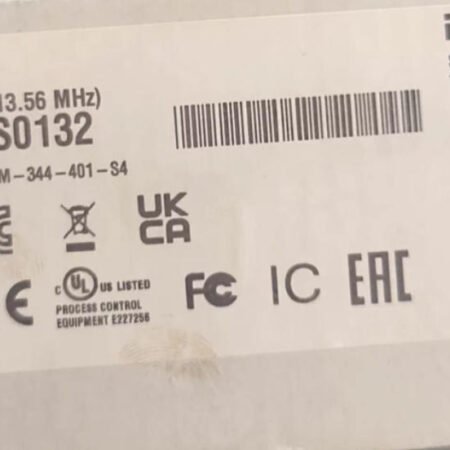 13.56 MHz)
S0132
M-344-401-S4
UK
CA
CE
c UL US LISTED
PROCESS CONTROL
EQUIPMENT E227256
FC IC EAC